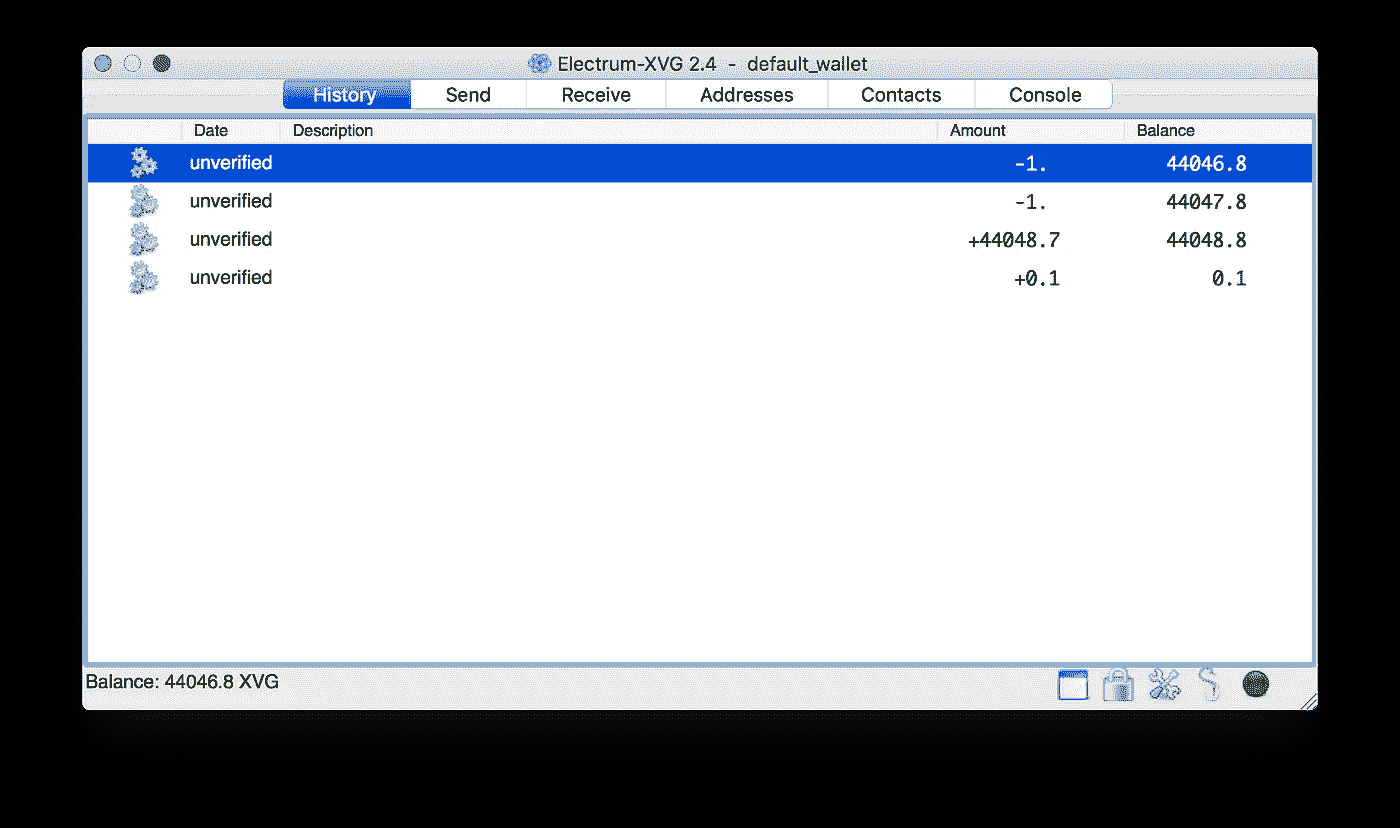 Electrum-XVG 2.4 - default_wallet
History Send Receive Addresses Contacts Console
Date Description Amount Balance
unverified -1. 44046.8
unverified -1. 44047.8
unverified +44048.7 44048.8
unverified +0.1 0.1
Balance: 44046.8 XVG